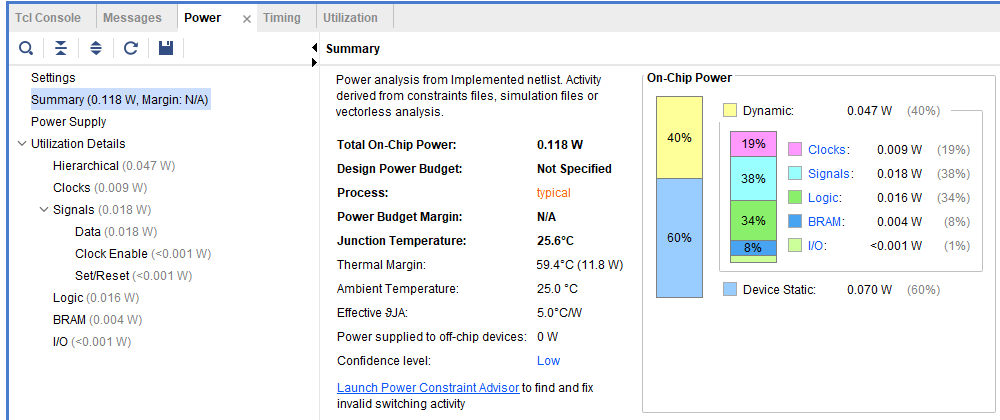 Tcl Console
Messages
Power
Timing
Utilization
Settings
Summary (0.118 W, Margin: N/A)
Power Supply
Utilization Details
Hierarchical (0.047 W)
Clocks (0.009 W)
Signals (0.018 W)
Data (0.018 W)
Clock Enable (<0.001 W)
Set/Reset (<0.001 W)
Logic (0.016 W)
BRAM (0.004 W)
I/O (<0.001 W)
Summary
Power analysis from Implemented netlist. Activity
derived from constraints files, simulation files or
vectorless analysis.
Total On-Chip Power: 0.118 W
Design Power Budget: Not Specified
Process: typical
Power Budget Margin: N/A
Junction Temperature: 25.6°C
Thermal Margin: 59.4°C (11.8 W)
Ambient Temperature: 25.0 °C
Effective ϑJA: 5.0°C/W
Power supplied to off-chip devices: 0 W
Confidence level: Low
Launch Power Constraint Advisor to find and fix
invalid switching activity
On-Chip Power
40%
60%
Dynamic: 0.047 W (40%)
19%
38%
34%
8%
Clocks: 0.009 W (19%)
Signals: 0.018 W (38%)
Logic: 0.016 W (34%)
BRAM: 0.004 W (8%)
I/O: <0.001 W (1%)
Device Static: 0.070 W (60%)